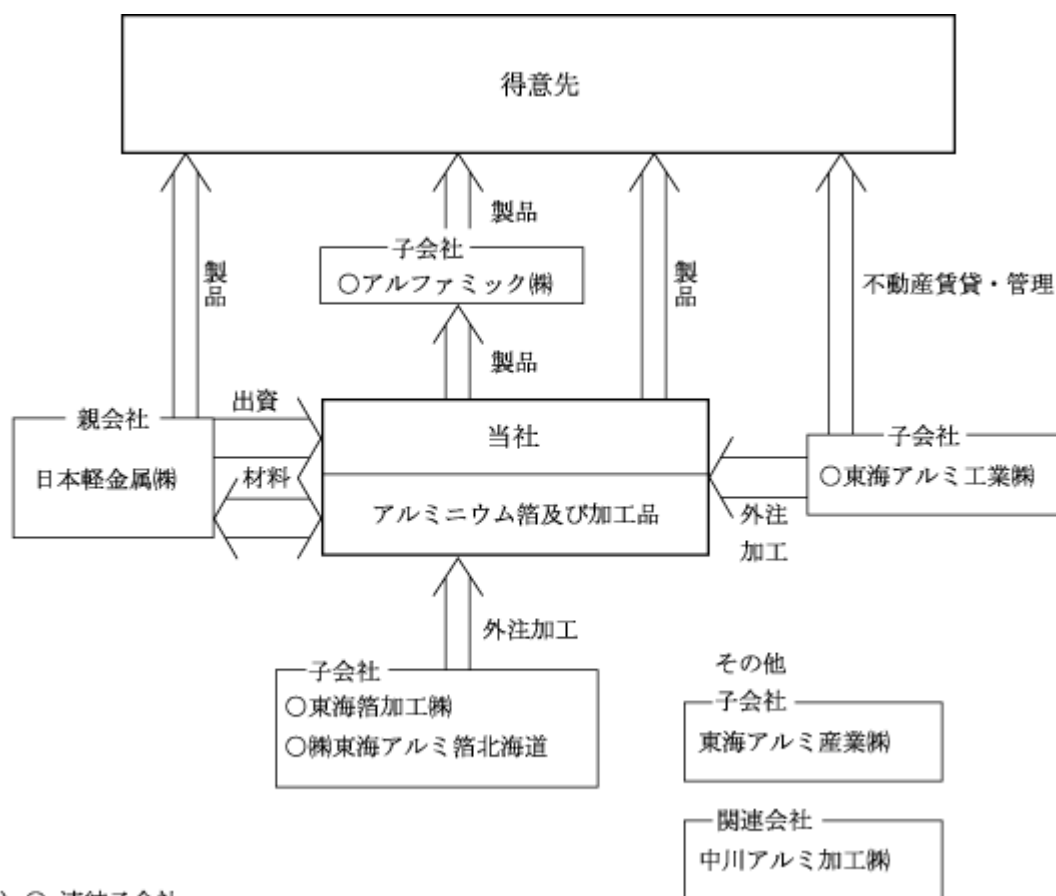 得意先
製品
子会社
○アルファミック㈱
製品
製品
製品
不動産賃貸・管理
親会社
日本軽金属㈱
出資
材料
当社
アルミニウム箔及び加工品
子会社
○東海アルミ工業㈱
外注
加工
外注加工
子会社
○東海箔加工㈱
○㈱東海アルミ箔北海道
その他
子会社
東海アルミ産業㈱
関連会社
中川アルミ加工㈱